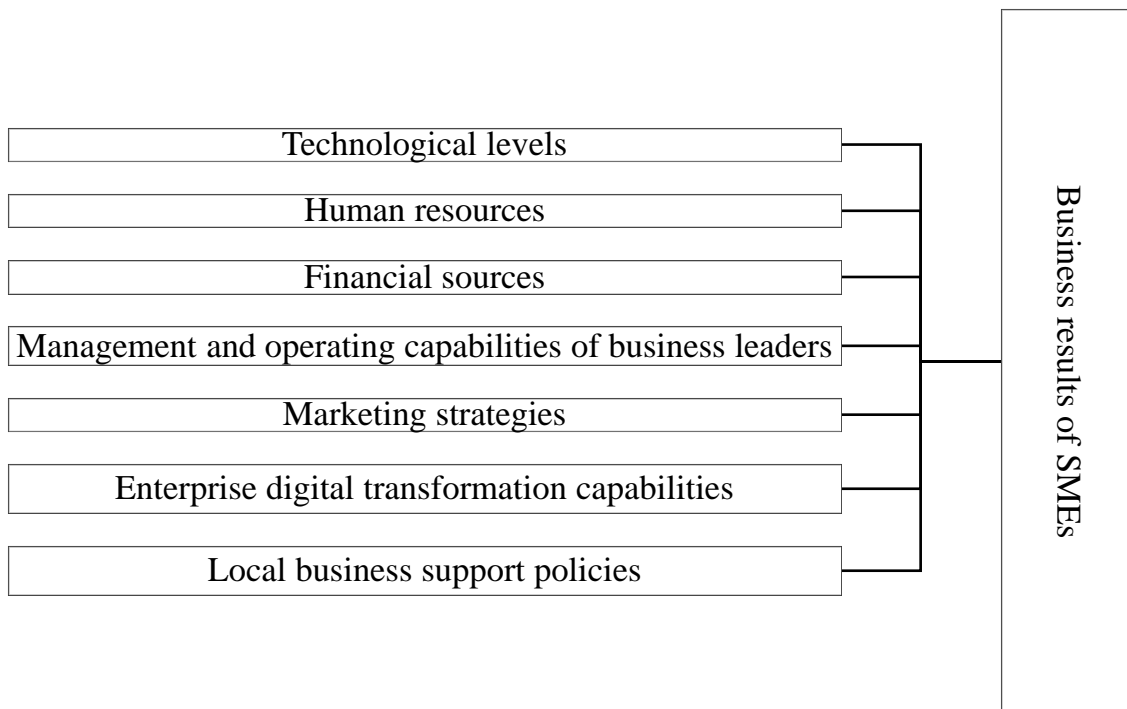 Technological levels
Human resources
Financial sources
Management and operating capabilities of business leaders
Marketing strategies
Enterprise digital transformation capabilities
Local business support policies
Business results of SMEs